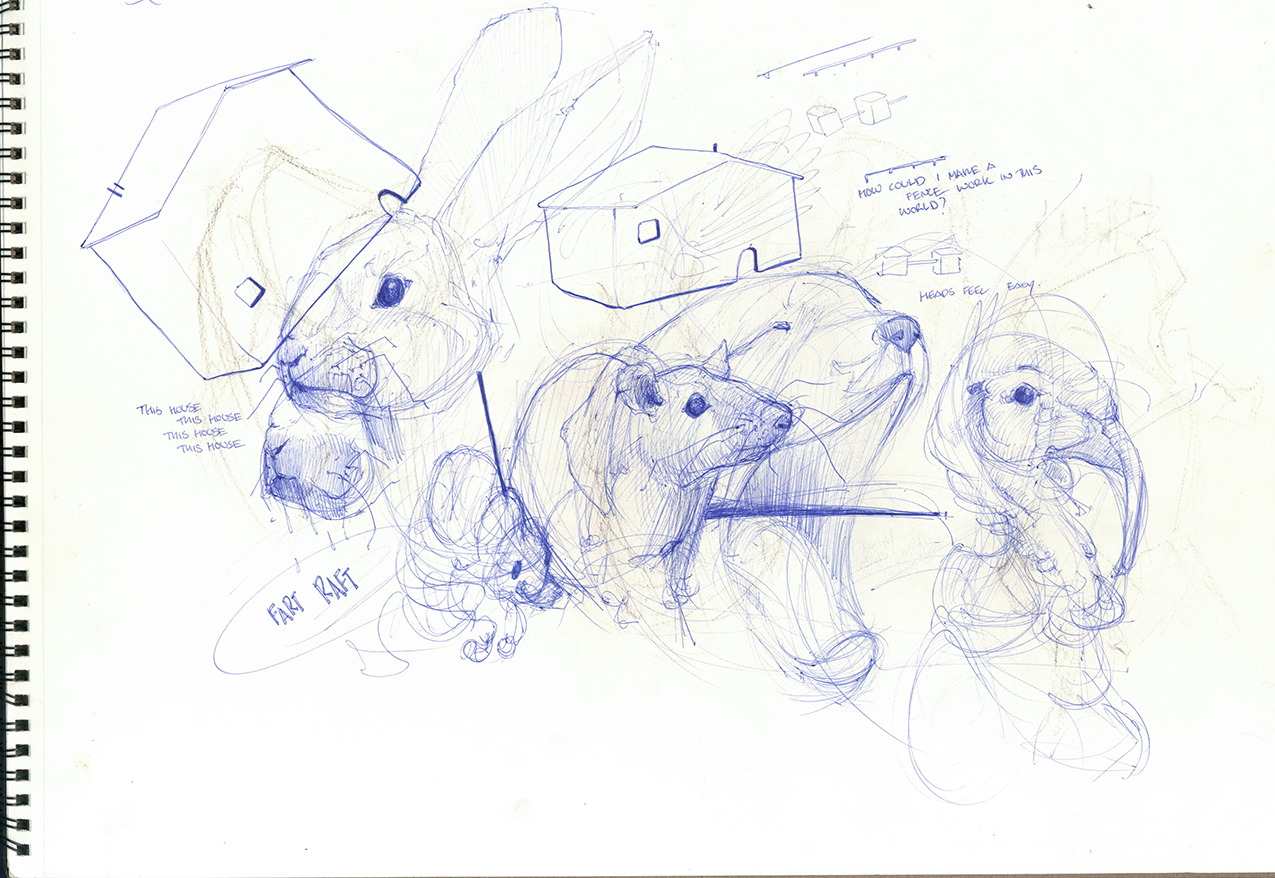 HOW COULD I MAKE A
FENCE WORK IN THIS
WORLD?
HEADS FEEL EASY
THIS HOUSE
THIS HOUSE
THIS HOUSE
THIS HOUSE
FART RAFT